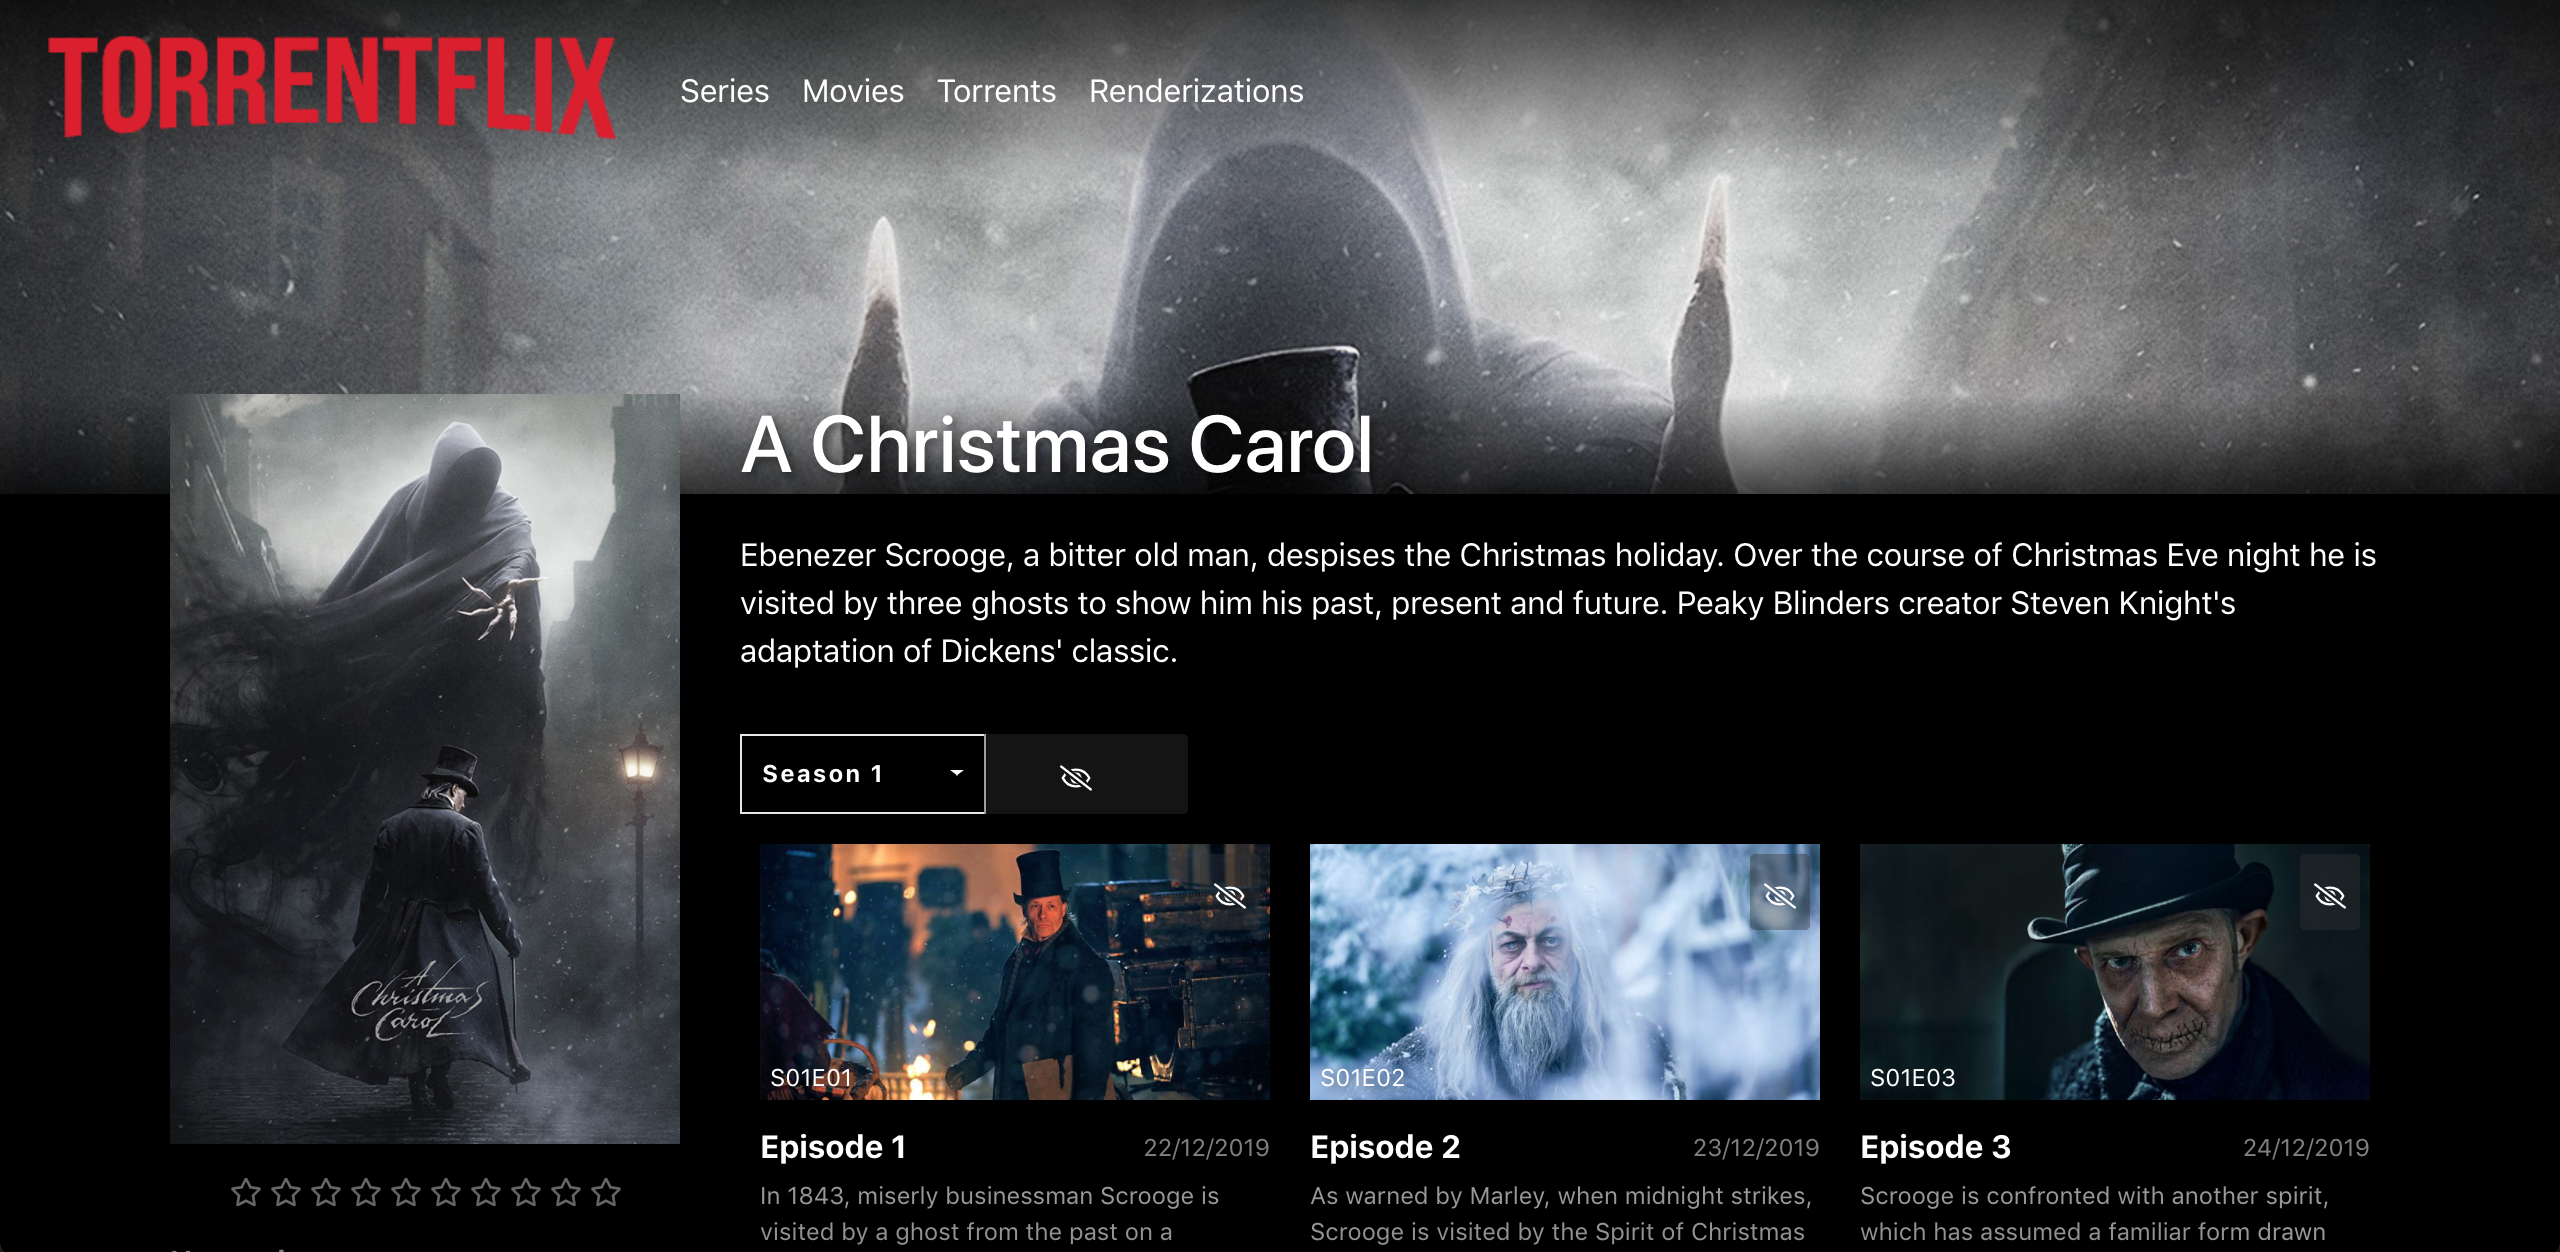 TORRENTFLIX
Series Movies Torrents Renderizations
A Christmas Carol
Ebenezer Scrooge, a bitter old man, despises the Christmas holiday. Over the course of Christmas Eve night he is
visited by three ghosts to show him his past, present and future. Peaky Blinders creator Steven Knight's
adaptation of Dickens' classic.
Season 1
A
Christmas
Carol
S01E01
Episode 1 22/12/2019
In 1843, miserly businessman Scrooge is
visited by a ghost from the past on a
S01E02
Episode 2 23/12/2019
As warned by Marley, when midnight strikes,
Scrooge is visited by the Spirit of Christmas
S01E03
Episode 3 24/12/2019
Scrooge is confronted with another spirit,
which has assumed a familiar form drawn